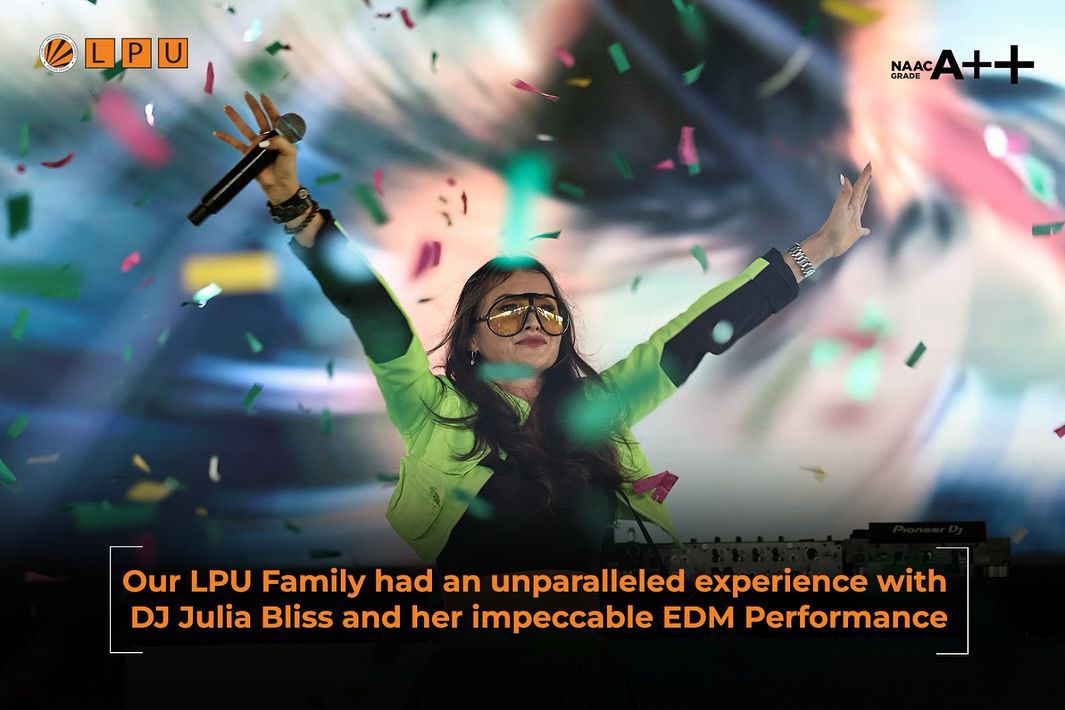 LPU
NAAC
GRADE A++
Pioneer Dj
Our LPU Family had an unparalleled experience with
DJ Julia Bliss and her impeccable EDM Performance